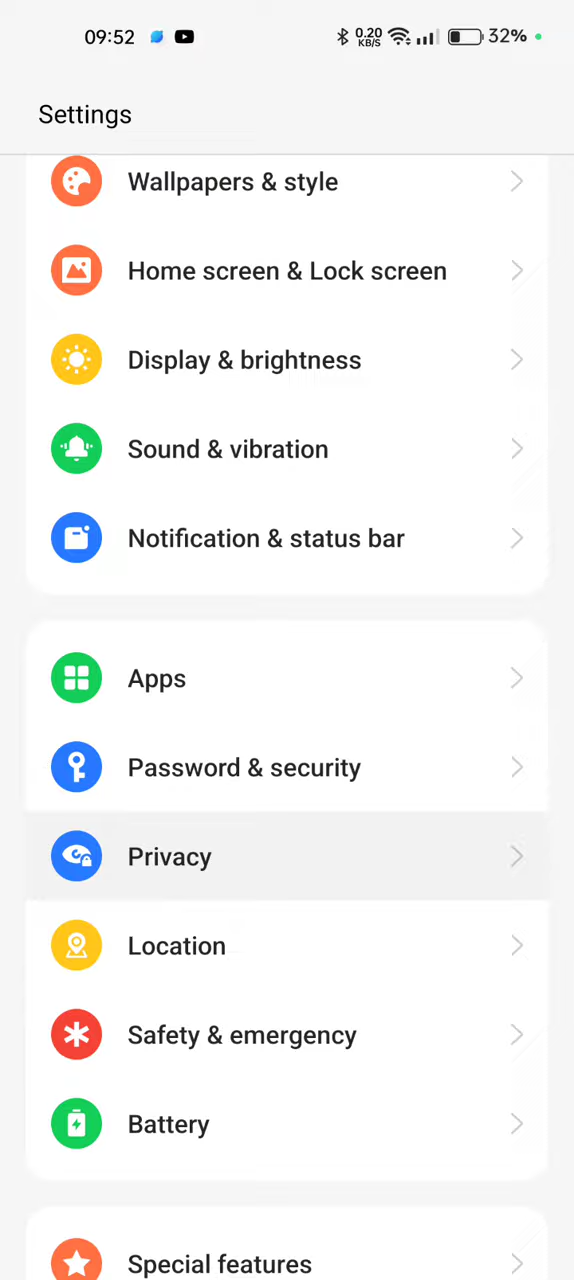 09:52 0.20 KB/S 32%
Settings
Wallpapers & style
Home screen & Lock screen
Display & brightness
Sound & vibration
Notification & status bar
Apps
Password & security
Privacy
Location
Safety & emergency
Battery
Special features